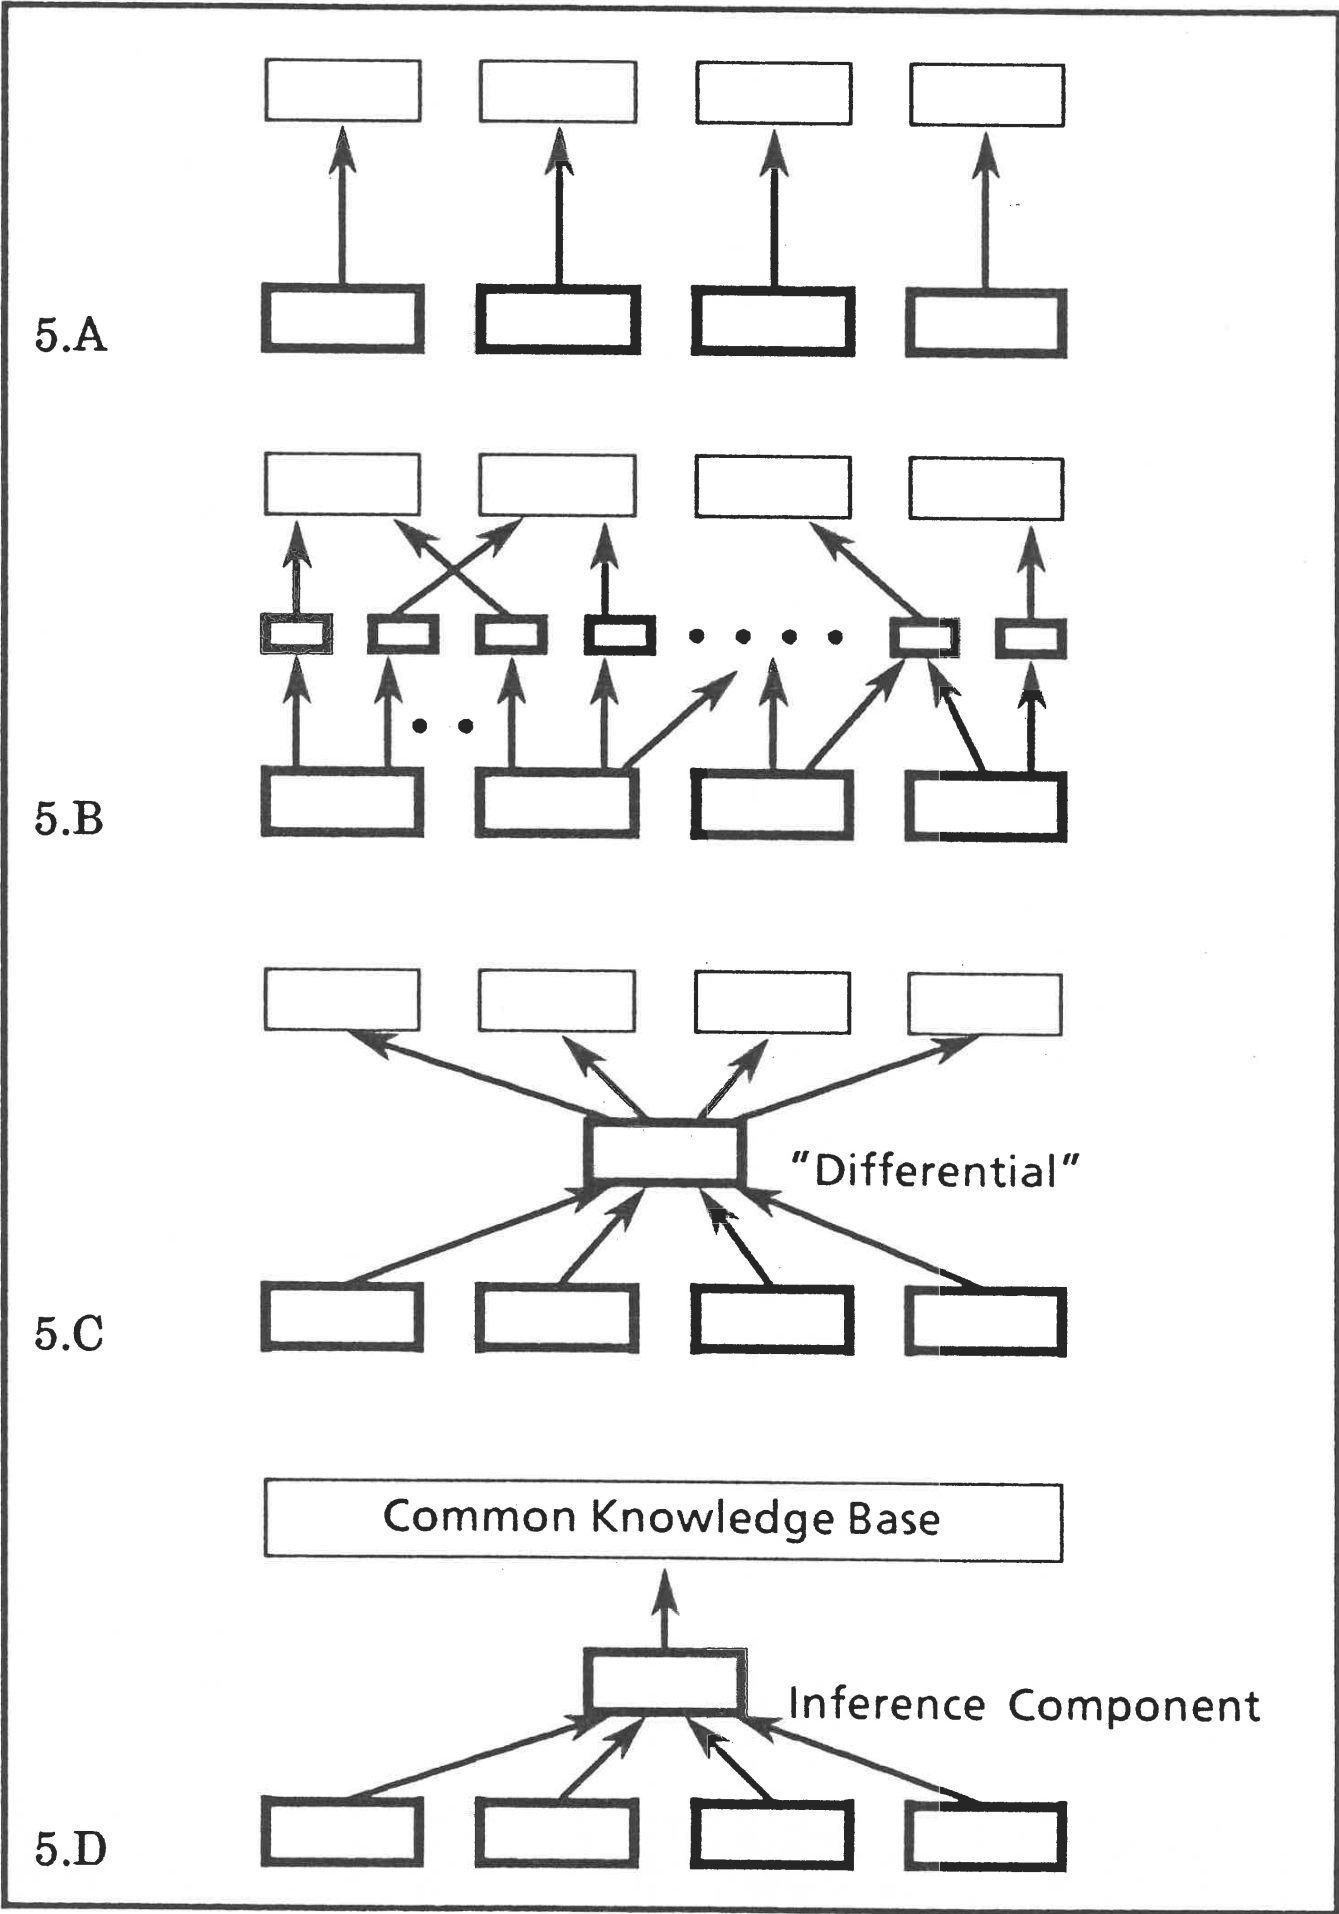 5.A
5.B
"Differential"
5.C
Common Knowledge Base
Inference Component
5.D